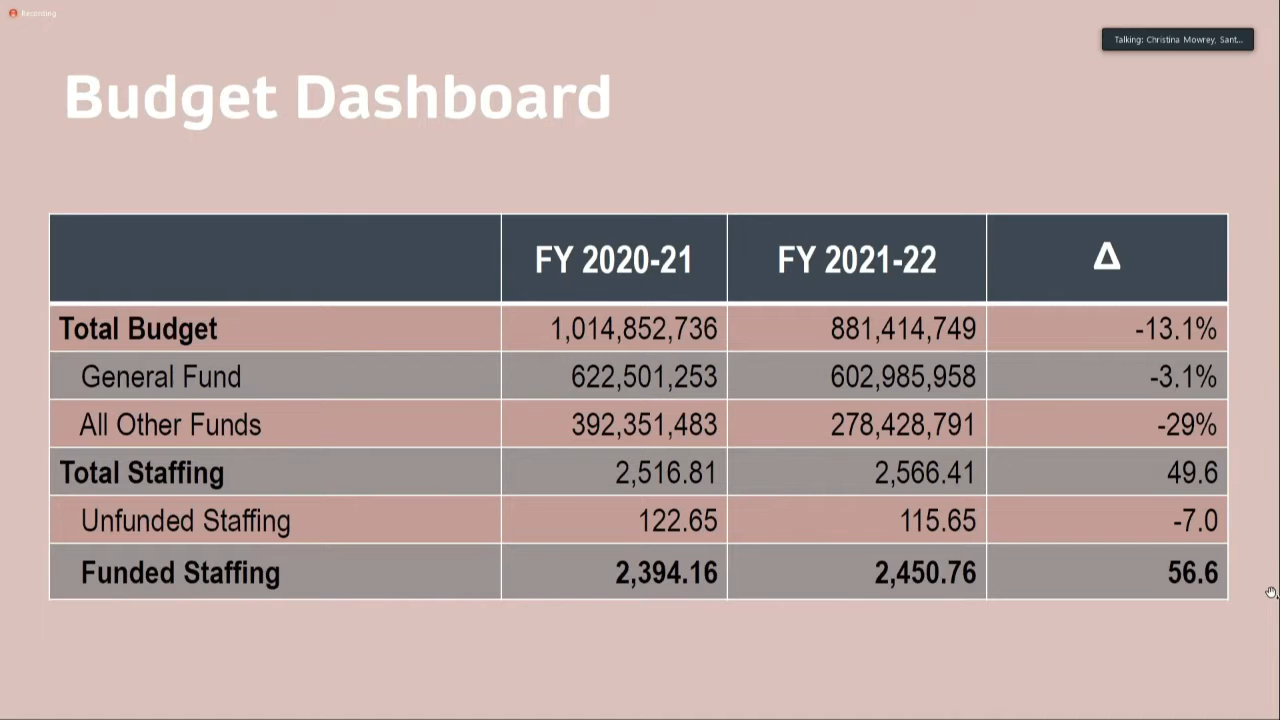 Recording
Talking: Christina Mowrey, Sant...
Budget Dashboard
FY 2020-21 FY 2021-22 Δ
Total Budget 1,014,852,736 881,414,749 -13.1%
General Fund 622,501,253 602,985,958 -3.1%
All Other Funds 392,351,483 278,428,791 -29%
Total Staffing 2,516.81 2,566.41 49.6
Unfunded Staffing 122.65 115.65 -7.0
Funded Staffing 2,394.16 2,450.76 56.6